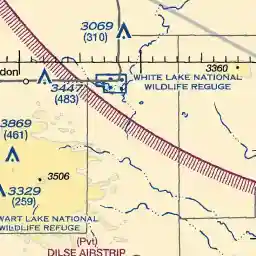 3069
(310)
3360
don
WHITE LAKE NATIONAL
WILDLIFE REGUGE
3447
(483)
3869
(461)
3506
3329
(259)
WART LAKE NATIONAL
WILDLIFE REFUGE
(Pvt)
DILSE AIRSTRIP